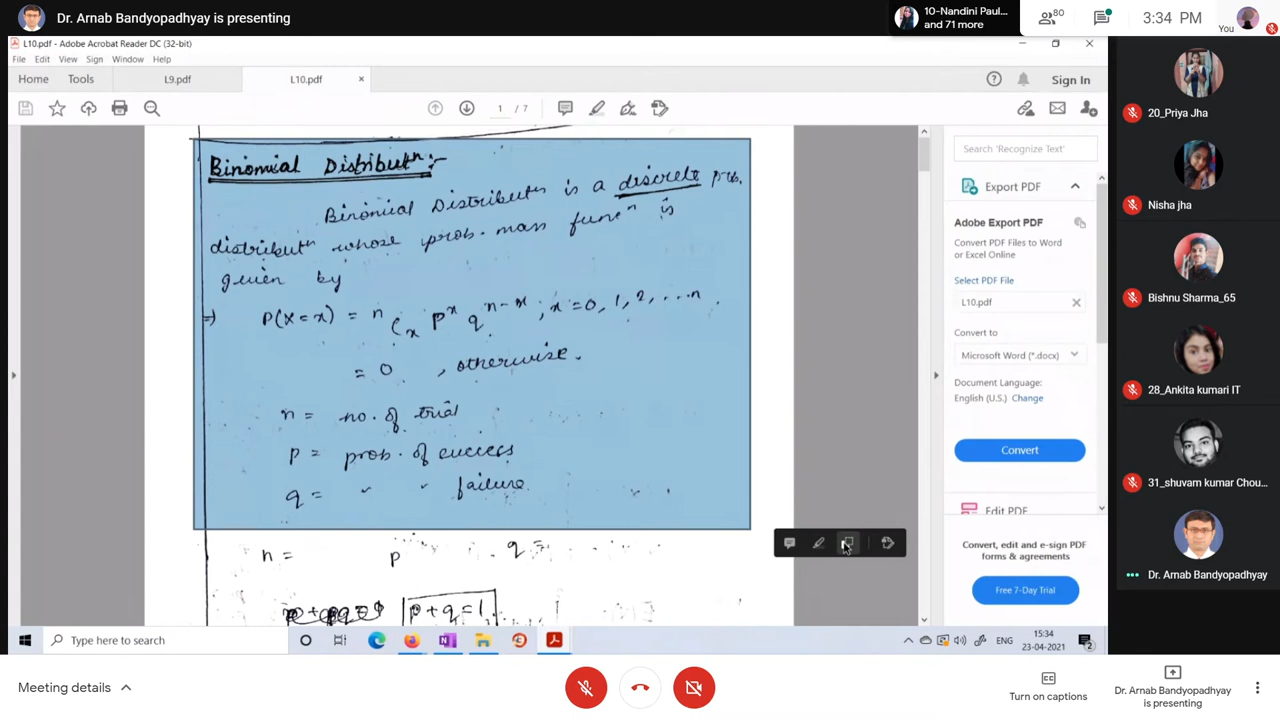 Dr. Arnab Bandyopadhyay is presenting
10-Nandini Paul...
and 71 more
80
3:34 PM
You
L10.pdf - Adobe Acrobat Reader DC (32-bit)
File Edit View Sign Window Help
Home Tools L9.pdf L10.pdf × Sign In
1 / 7
Binomial Distributⁿ :-
Binomial Distributⁿ is a discrete prob.
distributⁿ whose prob. mass funcⁿ is
given by
⇒ P(X = x) = n C_x p^x q^{n-x} ; x = 0, 1, 2, ... n.
= 0 , otherwise.
n = no. of trial
p = prob. of success
q = " " failure.
n = p q =
p + q = 1
Search 'Recognize Text'
Export PDF
Adobe Export PDF
Convert PDF Files to Word
or Excel Online
Select PDF File
L10.pdf ×
Convert to
Microsoft Word (*.docx)
Document Language:
English (U.S.) Change
Convert
Edit PDF
Convert, edit and e-sign PDF
forms & agreements
Free 7-Day Trial
20_Priya Jha
Nisha jha
Bishnu Sharma_65
28_Ankita kumari IT
31_shuvam kumar Chou...
Dr. Arnab Bandyopadhyay
Type here to search
ENG
15:34
23-04-2021
2
Meeting details
Turn on captions
Dr. Arnab Bandyopadhyay
is presenting